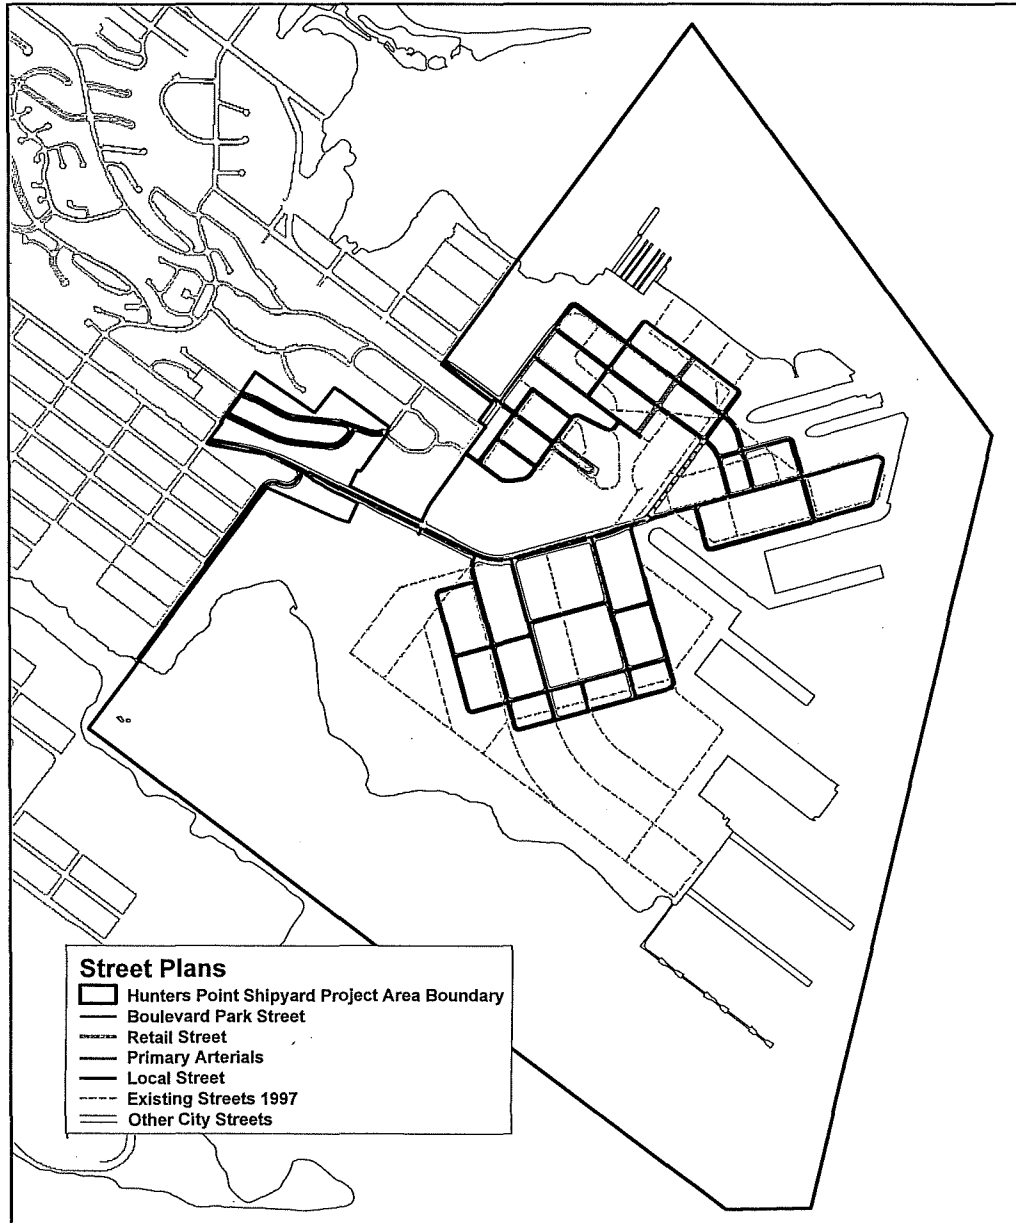 Street Plans
Hunters Point Shipyard Project Area Boundary
Boulevard Park Street
Retail Street
Primary Arterials
Local Street
Existing Streets 1997
Other City Streets